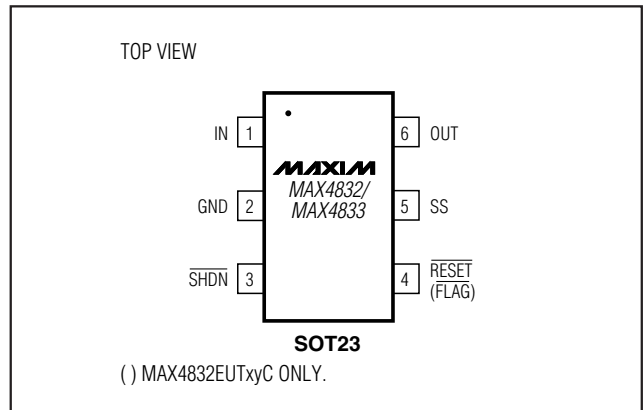 TOP VIEW
IN 1
6 OUT
MAXIM
MAX4832/
MAX4833
GND 2
5 SS
SHDN 3
4 RESET
(FLAG)
SOT23
( ) MAX4832EUTxyC ONLY.